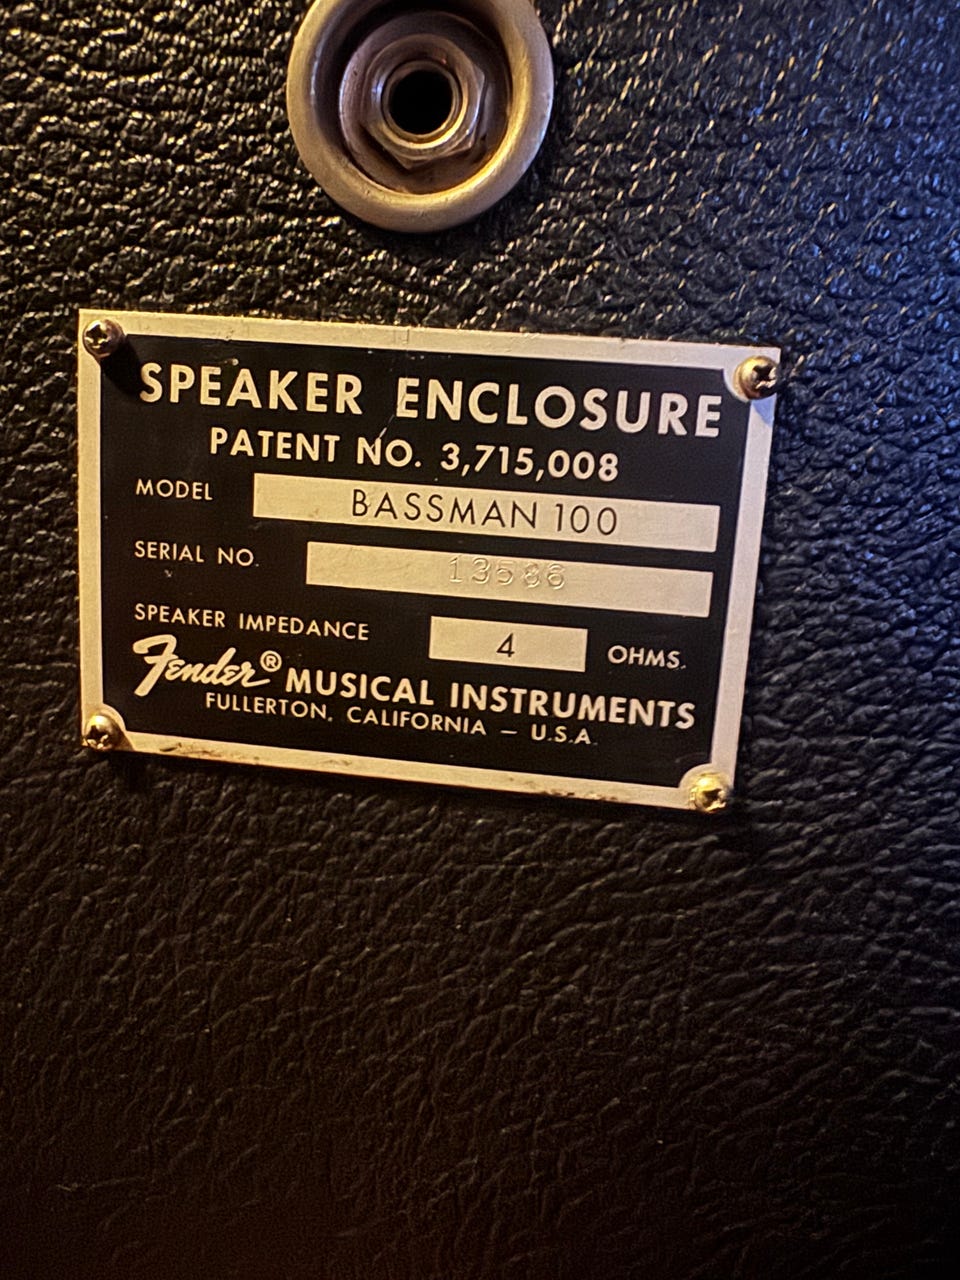 SPEAKER ENCLOSURE
PATENT NO. 3,715,008
MODEL BASSMAN 100
SERIAL NO. 13586
SPEAKER IMPEDANCE 4 OHMS.
Fender® MUSICAL INSTRUMENTS
FULLERTON, CALIFORNIA – U.S.A.